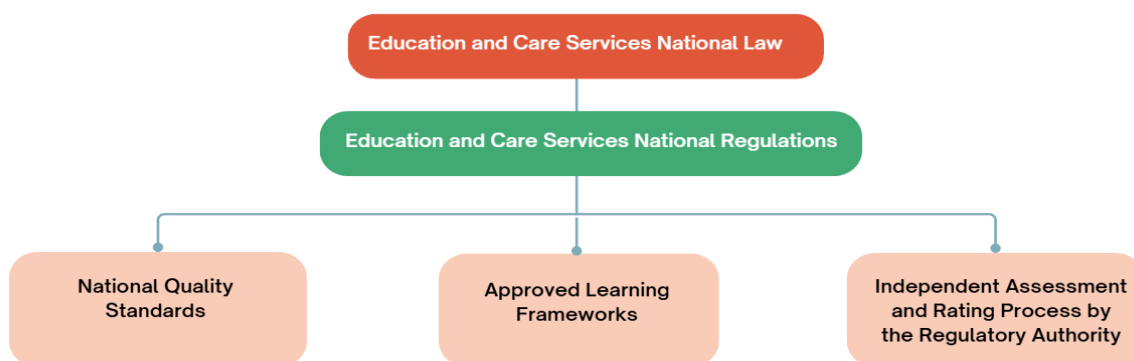 Education and Care Services National Law
Education and Care Services National Regulations
National Quality
Standards
Approved Learning
Frameworks
Independent Assessment
and Rating Process by
the Regulatory Authority